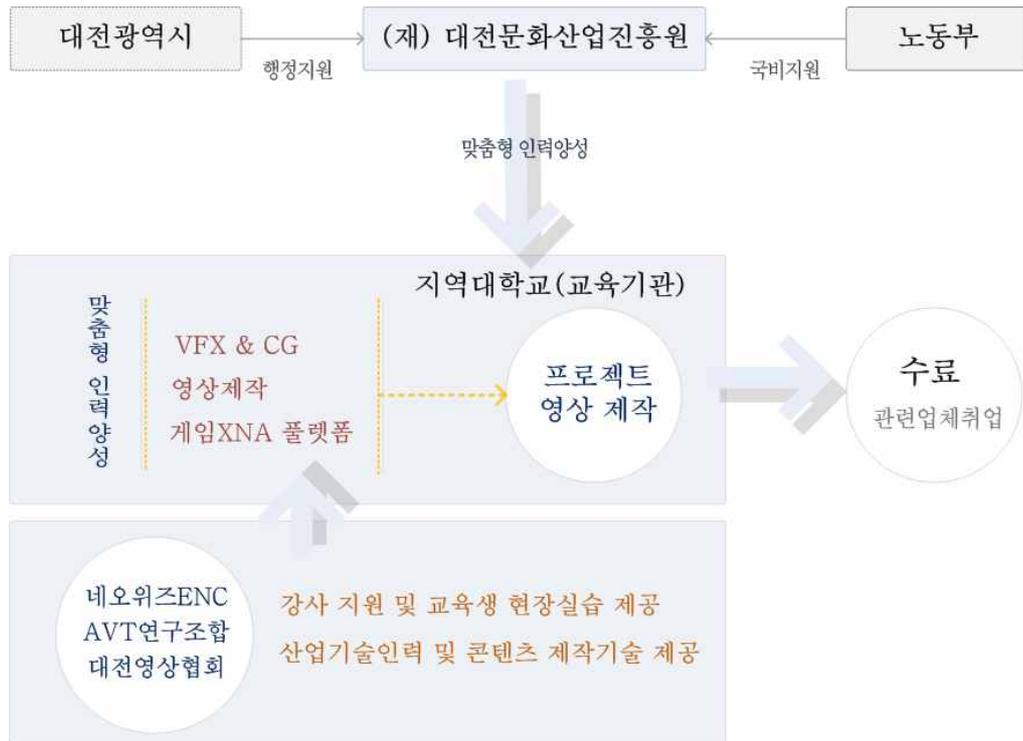 대전광역시
(재) 대전문화산업진흥원
노동부
행정지원
국비지원
맞춤형 인력양성
지역대학교(교육기관)
맞춤형 인력양성
VFX & CG
영상제작
게임XNA 풀렛폼
프로젝트
영상 제작
수료
관련업체취업
네오위즈ENC
AVT연구조합
대전영상협회
강사 지원 및 교육생 현장실습 제공
산업기술인력 및 콘텐츠 제작기술 제공